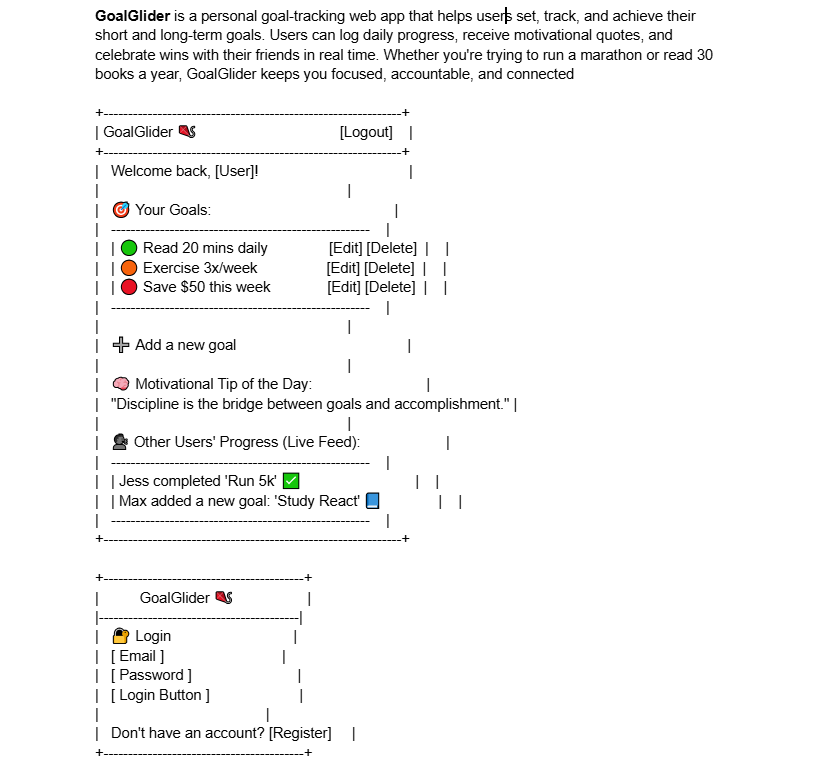 GoalGlider is a personal goal-tracking web app that helps users set, track, and achieve their
short and long-term goals. Users can log daily progress, receive motivational quotes, and
celebrate wins with their friends in real time. Whether you're trying to run a marathon or read 30
books a year, GoalGlider keeps you focused, accountable, and connected
+-------------------------------------------------------------+
| GoalGlider 🪁 [Logout] |
+-------------------------------------------------------------+
| Welcome back, [User]! |
| |
| 🎯 Your Goals: |
| ----------------------------------------------------- |
| | 🟢 Read 20 mins daily [Edit] [Delete] | |
| | 🟠 Exercise 3x/week [Edit] [Delete] | |
| | 🔴 Save $50 this week [Edit] [Delete] | |
| ----------------------------------------------------- |
| |
| ➕ Add a new goal |
| |
| 🧠 Motivational Tip of the Day: |
| "Discipline is the bridge between goals and accomplishment." |
| |
| 🗣 Other Users' Progress (Live Feed): |
| ----------------------------------------------------- |
| | Jess completed 'Run 5k' ✅ | |
| | Max added a new goal: 'Study React' 📘 | |
| ----------------------------------------------------- |
+-------------------------------------------------------------+
+-----------------------------------------+
| GoalGlider 🪁 |
|-----------------------------------------|
| 🔐 Login |
| [ Email ] |
| [ Password ] |
| [ Login Button ] |
| |
| Don't have an account? [Register] |
+-----------------------------------------+